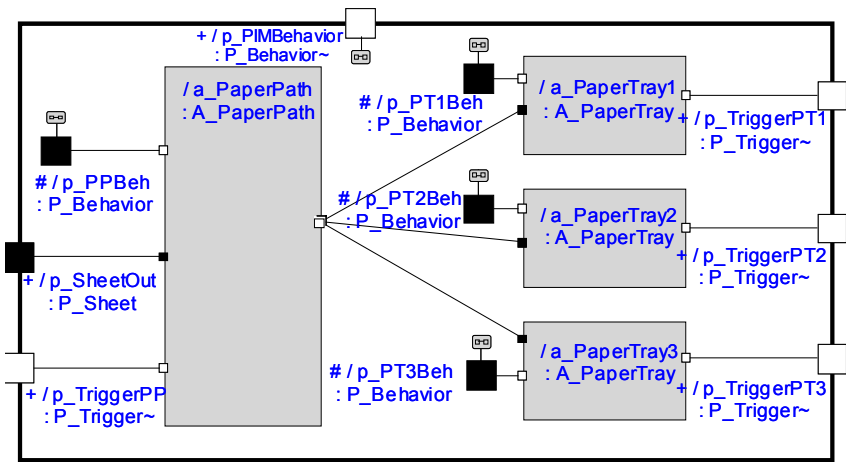 + / p_PIMBehavior
: P_Behavior~
/ a_PaperPath
: A_PaperPath
# / p_PT1Beh
: P_Behavior
/ a_PaperTray1
: A_PaperTray
+ / p_TriggerPT1
: P_Trigger~
# / p_PPBeh
: P_Behavior
# / p_PT2Beh
: P_Behavior
/ a_PaperTray2
: A_PaperTray
+ / p_TriggerPT2
: P_Trigger~
+ / p_SheetOut
: P_Sheet
# / p_PT3Beh
: P_Behavior
/ a_PaperTray3
: A_PaperTray
+ / p_TriggerPT3
: P_Trigger~
+ / p_TriggerPP
: P_Trigger~